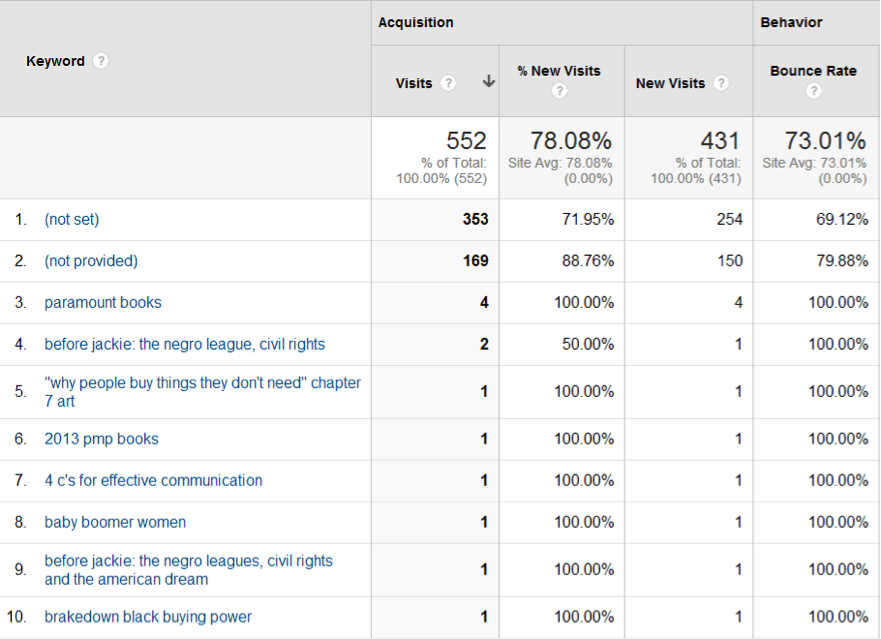 Acquisition Behavior
Keyword ? Visits ? % New Visits ? New Visits ? Bounce Rate ?
552 78.08% 431 73.01%
% of Total: Site Avg: 78.08% % of Total: Site Avg: 73.01%
100.00% (552) (0.00%) 100.00% (431) (0.00%)
1. (not set) 353 71.95% 254 69.12%
2. (not provided) 169 88.76% 150 79.88%
3. paramount books 4 100.00% 4 100.00%
4. before jackie: the negro league, civil rights 2 50.00% 1 100.00%
5. "why people buy things they don't need" chapter
7 art 1 100.00% 1 100.00%
6. 2013 pmp books 1 100.00% 1 100.00%
7. 4 c's for effective communication 1 100.00% 1 100.00%
8. baby boomer women 1 100.00% 1 100.00%
9. before jackie: the negro leagues, civil rights
and the american dream 1 100.00% 1 100.00%
10. brakedown black buying power 1 100.00% 1 100.00%